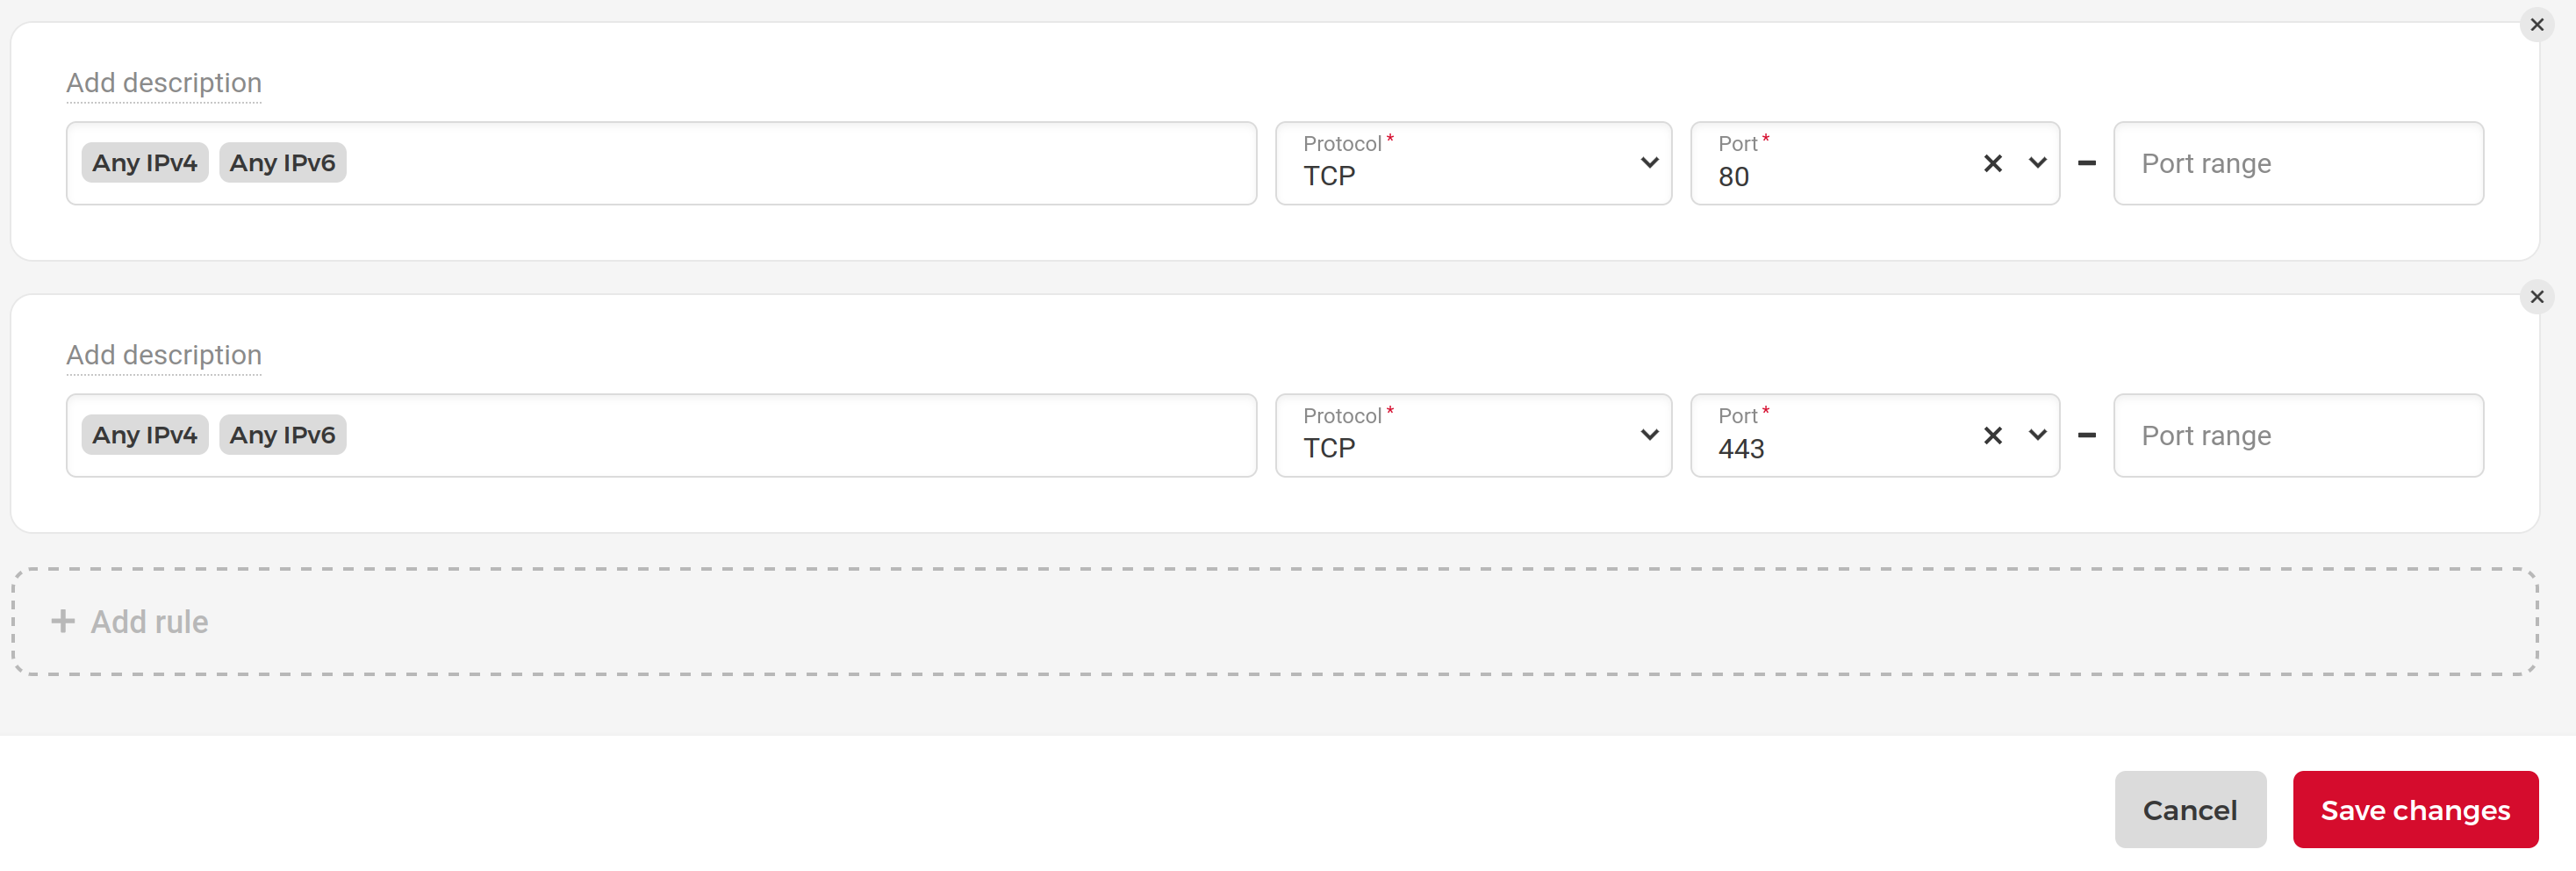 Add description
Any IPv4 Any IPv6 Protocol * TCP Port * 80 – Port range
Add description
Any IPv4 Any IPv6 Protocol * TCP Port * 443 – Port range
+ Add rule
Cancel Save changes